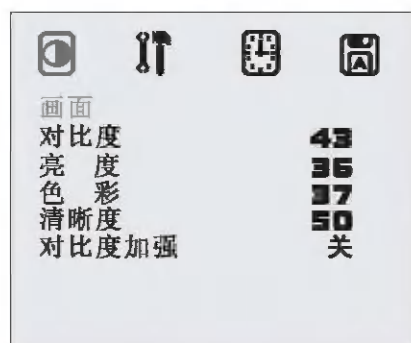 A
画面
对比度 43
亮 度 36
色 彩 37
清晰度 50
对比度加强 关